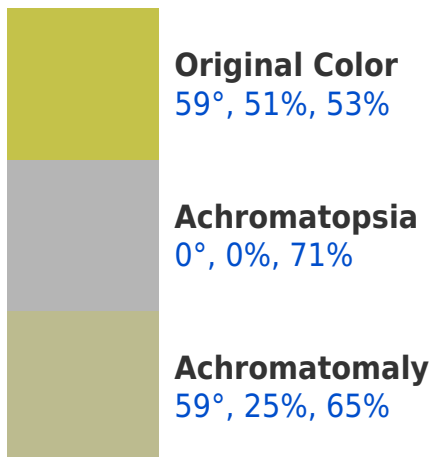 Original Color
59°, 51%, 53%
Achromatopsia
0°, 0%, 71%
Achromatomaly
59°, 25%, 65%